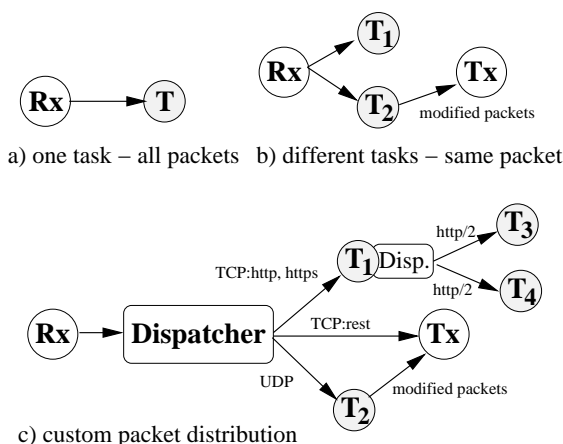 T1
Rx
T
Rx
T2
Tx
modified packets
a) one task – all packets
b) different tasks – same packet
http/2
T3
T1
Disp.
TCP:http, https
http/2
T4
Rx
Dispatcher
TCP:rest
Tx
UDP
T2
modified packets
c) custom packet distribution